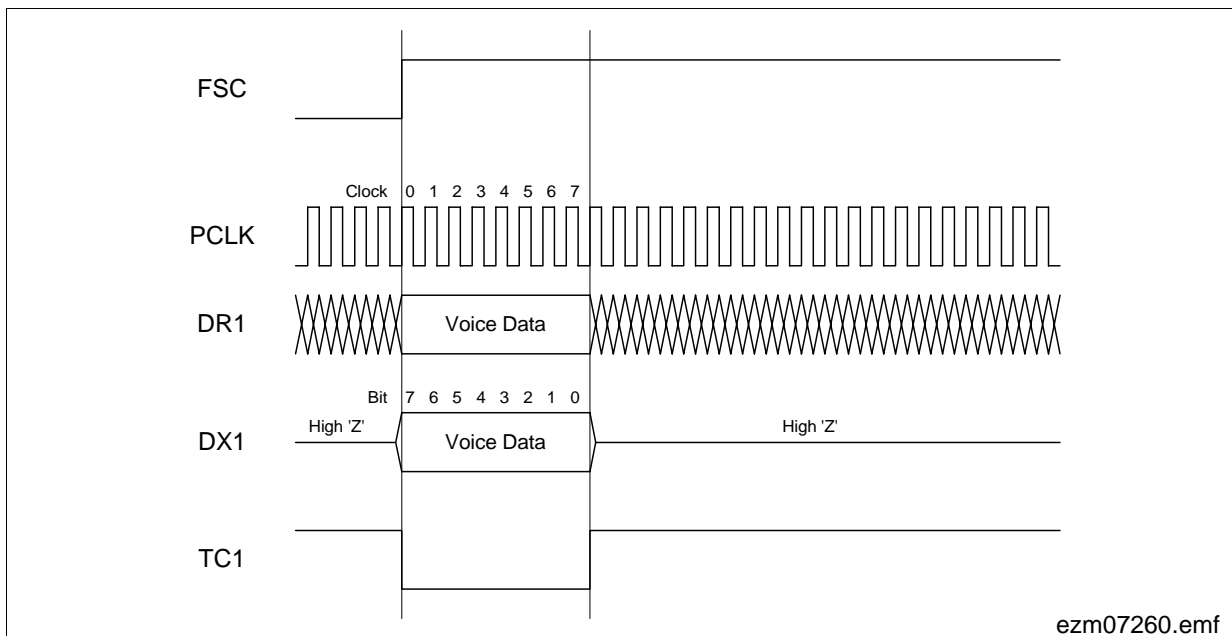 FSC
Clock 0 1 2 3 4 5 6 7
PCLK
DR1 Voice Data
Bit 7 6 5 4 3 2 1 0
High 'Z' High 'Z'
DX1 Voice Data
TC1
ezm07260.emf